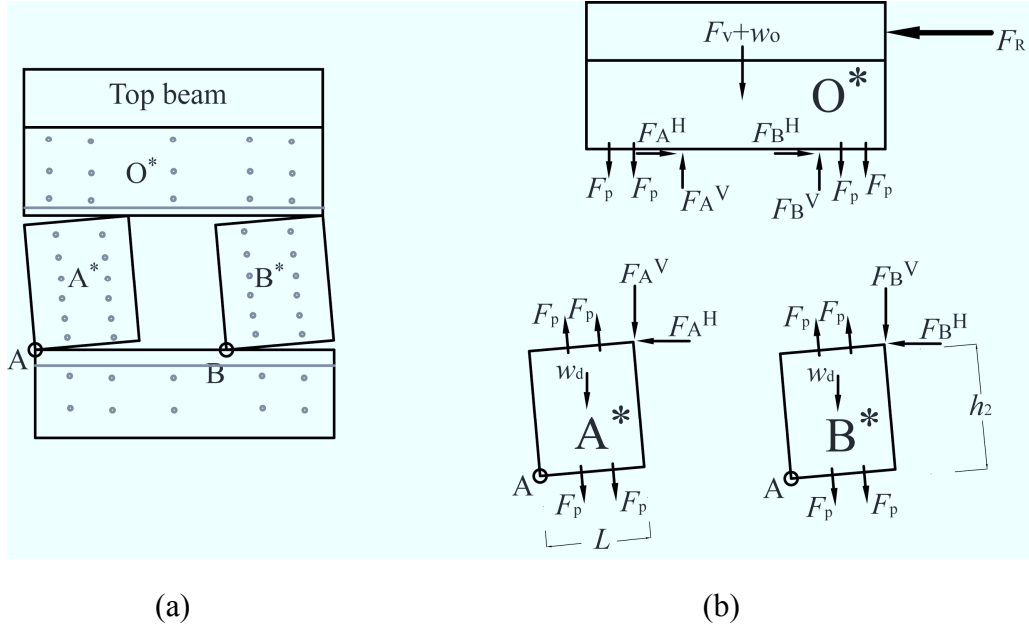 Top beam
O*
A*
B*
A
B
Fv+wo
FR
O*
FAH
FBH
Fp
Fp
FAV
FBV
Fp
Fp
FAV
FBV
Fp
Fp
FAH
Fp
Fp
FBH
wd
wd
A*
B*
h2
A
A
Fp
Fp
Fp
Fp
L
(a)
(b)